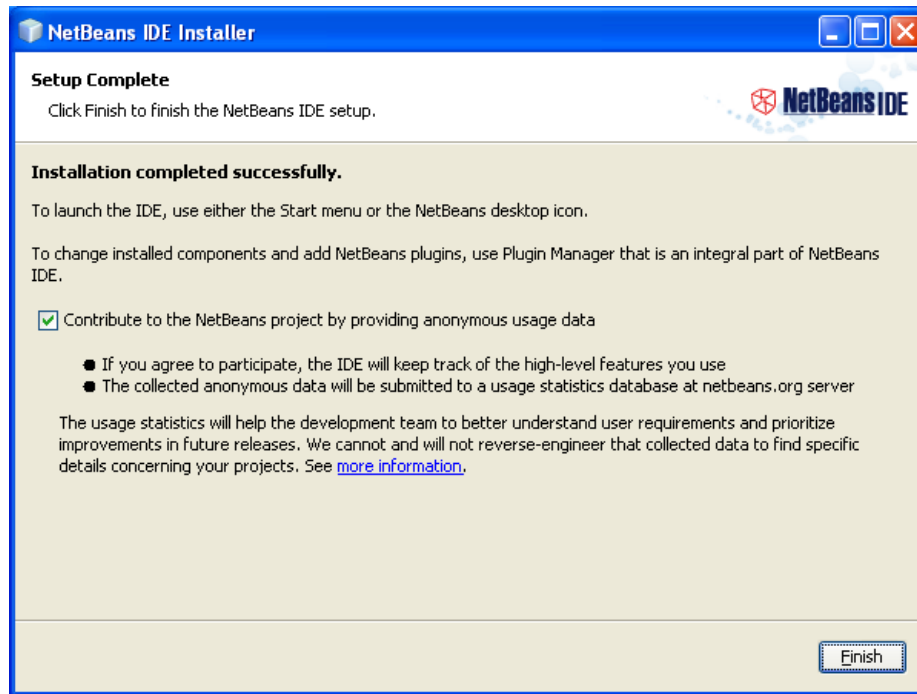 NetBeans IDE Installer
Setup Complete
Click Finish to finish the NetBeans IDE setup.
NetBeans IDE
Installation completed successfully.
To launch the IDE, use either the Start menu or the NetBeans desktop icon.
To change installed components and add NetBeans plugins, use Plugin Manager that is an integral part of NetBeans
IDE.
Contribute to the NetBeans project by providing anonymous usage data
● If you agree to participate, the IDE will keep track of the high-level features you use
● The collected anonymous data will be submitted to a usage statistics database at netbeans.org server
The usage statistics will help the development team to better understand user requirements and prioritize
improvements in future releases. We cannot and will not reverse-engineer that collected data to find specific
details concerning your projects. See more information.
Finish